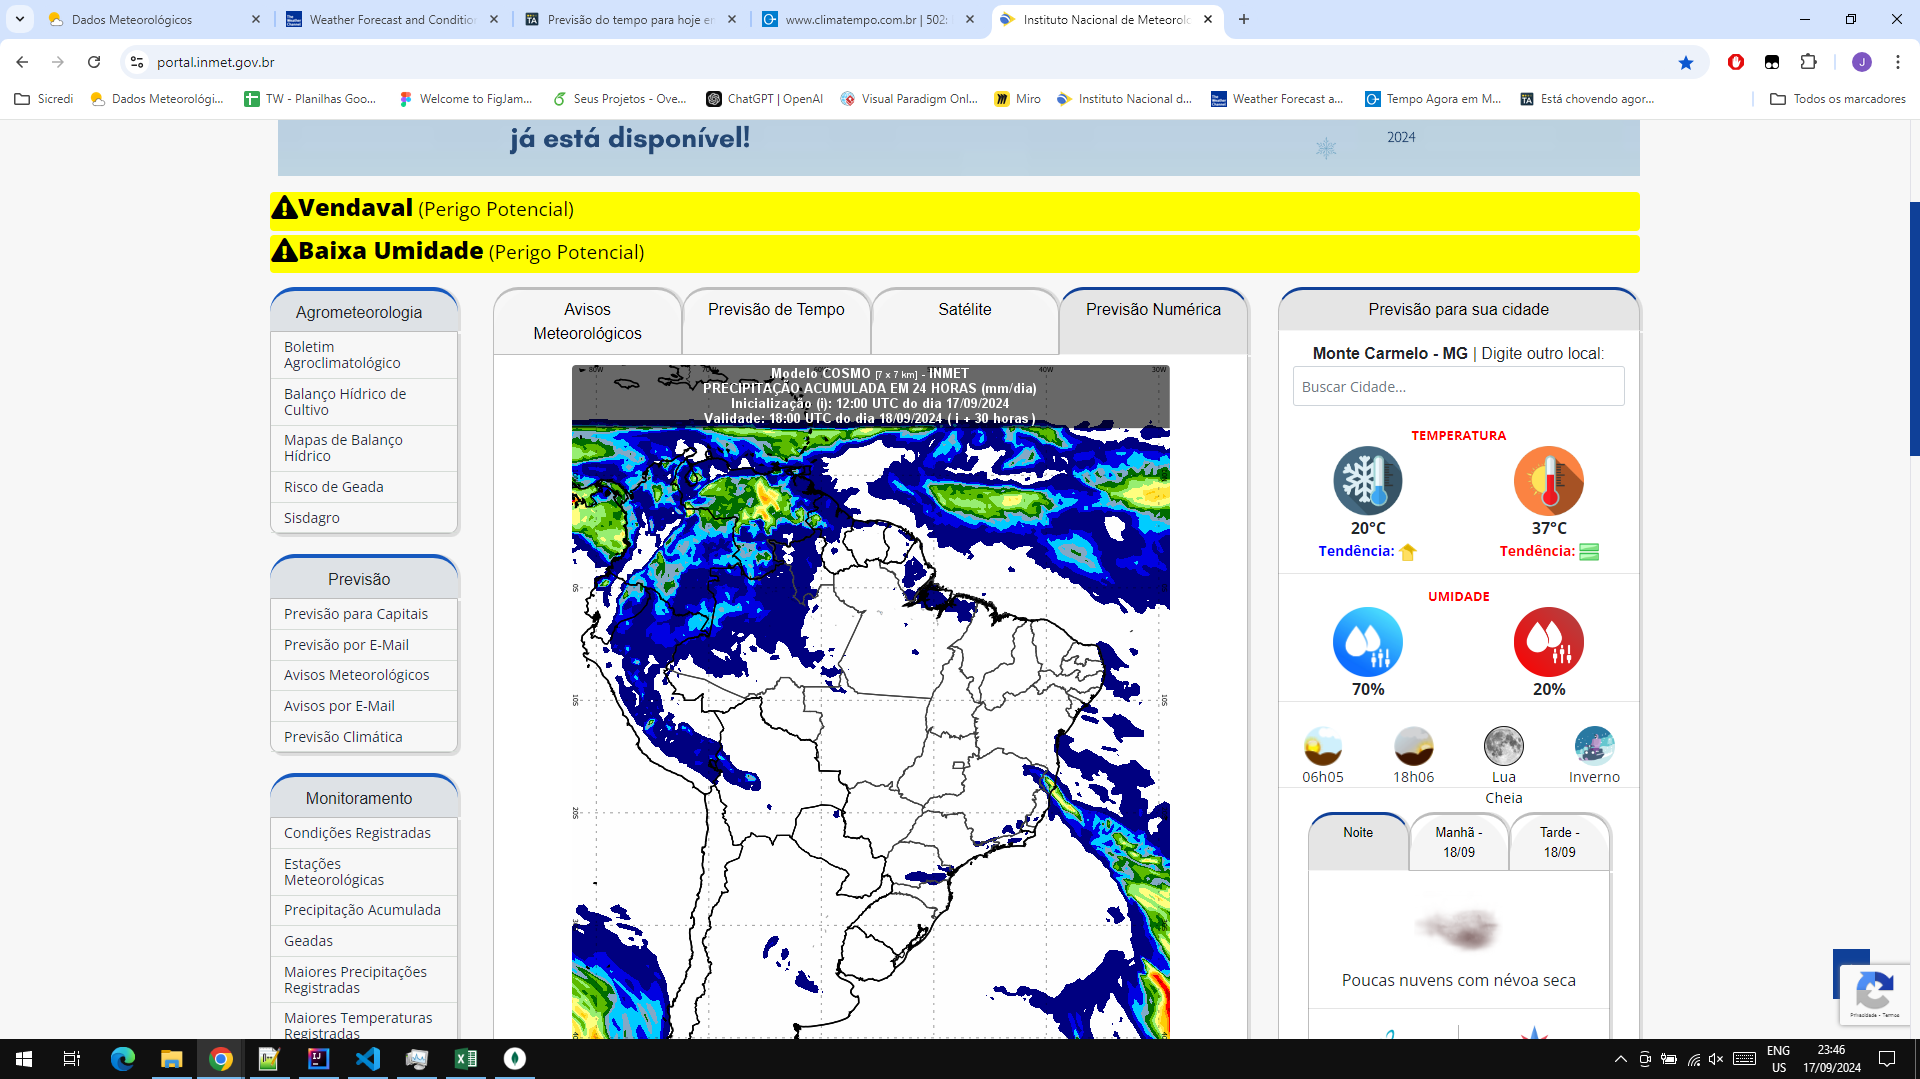 Dados Meteorológicos
Weather Forecast and Conditio
Previsão do tempo para hoje e
www.climatempo.com.br | 502:
Instituto Nacional de Meteorolo
portal.inmet.gov.br
Sicredi
Dados Meteorológi...
TW - Planilhas Goo...
Welcome to FigJam...
Seus Projetos - Ove...
ChatGPT | OpenAI
Visual Paradigm Onl...
Miro
Instituto Nacional d...
Weather Forecast a...
Tempo Agora em M...
Está chovendo agor...
Todos os marcadores
já está disponível!
2024
Vendaval (Perigo Potencial)
Baixa Umidade (Perigo Potencial)
Agrometeorologia
Boletim
Agroclimatológico
Balanço Hídrico de
Cultivo
Mapas de Balanço
Hídrico
Risco de Geada
Sisdagro
Previsão
Previsão para Capitais
Previsão por E-Mail
Avisos Meteorológicos
Avisos por E-Mail
Previsão Climática
Monitoramento
Condições Registradas
Estações
Meteorológicas
Precipitação Acumulada
Geadas
Maiores Precipitações
Registradas
Maiores Temperaturas
Registradas
Avisos
Meteorológicos
Previsão de Tempo
Satélite
Previsão Numérica
Modelo COSMO [7 x 7 km] - INMET
PRECIPITAÇÃO ACUMULADA EM 24 HORAS (mm/dia)
Inicialização (i): 12:00 UTC do dia 17/09/2024
Validade: 18:00 UTC do dia 18/09/2024 ( i + 30 horas )
80W
70W
40W
30W
10S
10S
20S
Previsão para sua cidade
Monte Carmelo - MG | Digite outro local:
Buscar Cidade...
TEMPERATURA
20°C
37°C
Tendência:
Tendência:
UMIDADE
70%
20%
06h05
18h06
Lua
Cheia
Inverno
Noite
Manhã -
18/09
Tarde -
18/09
Poucas nuvens com névoa seca
Privacidade - Termos
ENG
US
23:46
17/09/2024